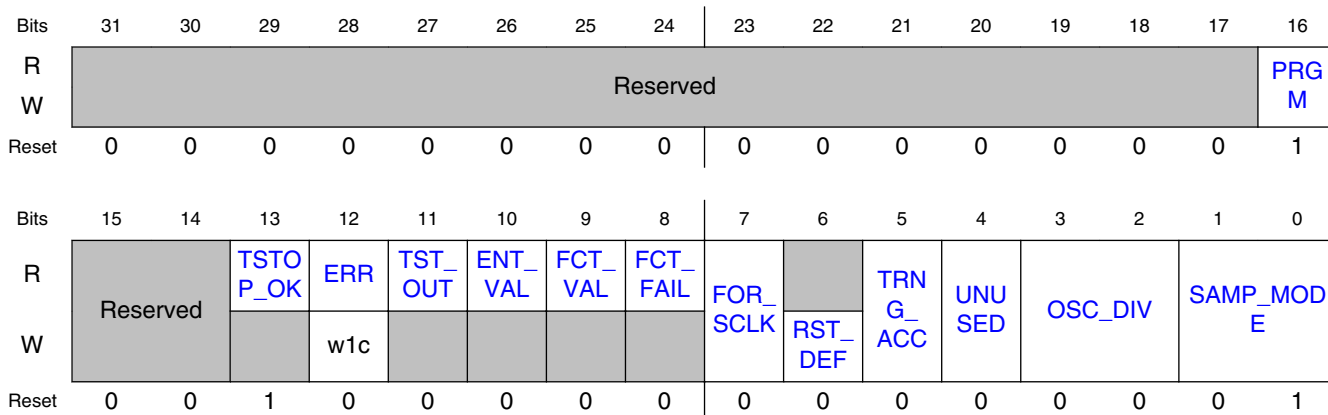 Bits 31 30 29 28 27 26 25 24 23 22 21 20 19 18 17 16
R
W
Reserved
PRG
M
Reset 0 0 0 0 0 0 0 0 0 0 0 0 0 0 0 1
Bits 15 14 13 12 11 10 9 8 7 6 5 4 3 2 1 0
R
W
Reserved
TSTO
P_OK
ERR
w1c
TST_
OUT
ENT_
VAL
FCT_
VAL
FCT_
FAIL
FOR_
SCLK
RST_
DEF
TRN
G_
ACC
UNU
SED
OSC_DIV
SAMP_MOD
E
Reset 0 0 1 0 0 0 0 0 0 0 0 0 0 0 0 1